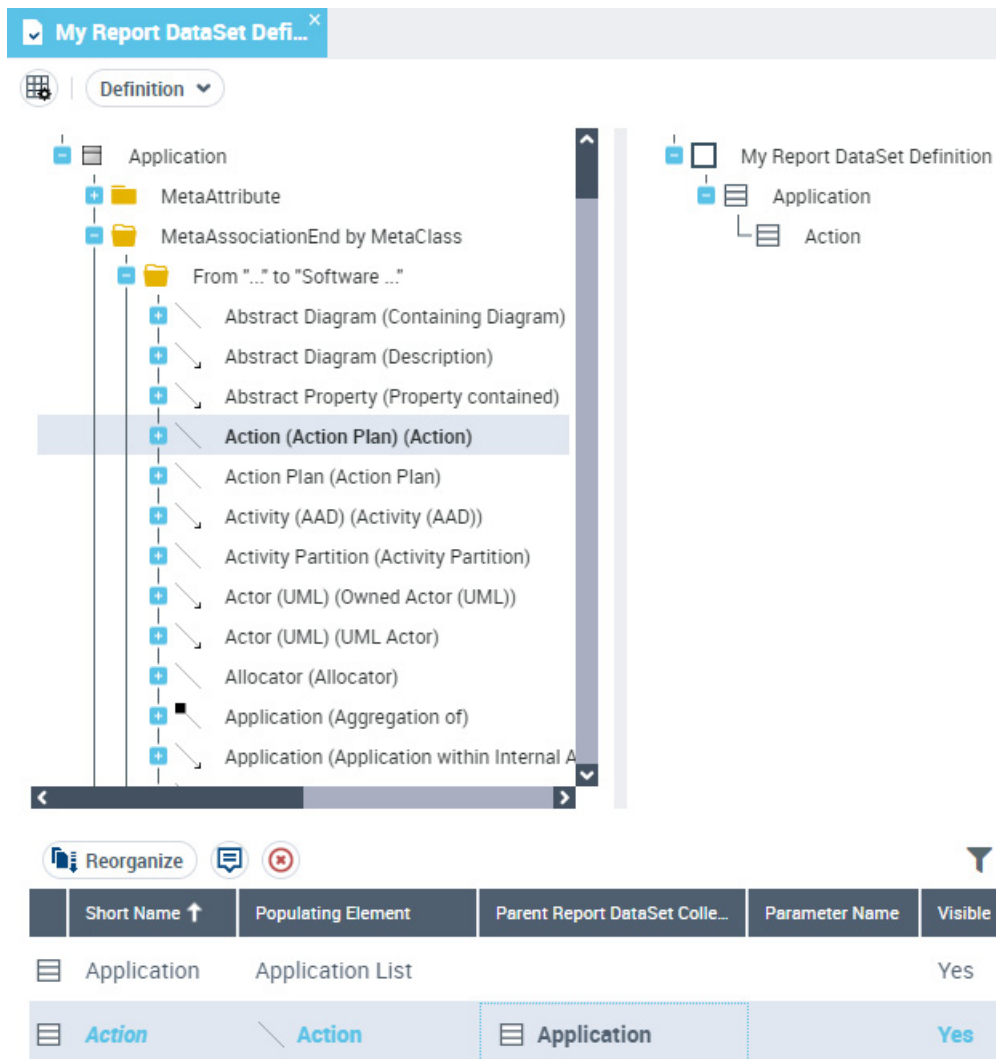 My Report DataSet Defi...
Definition
Application
MetaAttribute
MetaAssociationEnd by MetaClass
From "..." to "Software ..."
Abstract Diagram (Containing Diagram)
Abstract Diagram (Description)
Abstract Property (Property contained)
Action (Action Plan) (Action)
Action Plan (Action Plan)
Activity (AAD) (Activity (AAD))
Activity Partition (Activity Partition)
Actor (UML) (Owned Actor (UML))
Actor (UML) (UML Actor)
Allocator (Allocator)
Application (Aggregation of)
Application (Application within Internal A
My Report DataSet Definition
Application
Action
Reorganize
Short Name Populating Element Parent Report DataSet Colle... Parameter Name Visible
Application Application List Yes
Action Action Application Yes